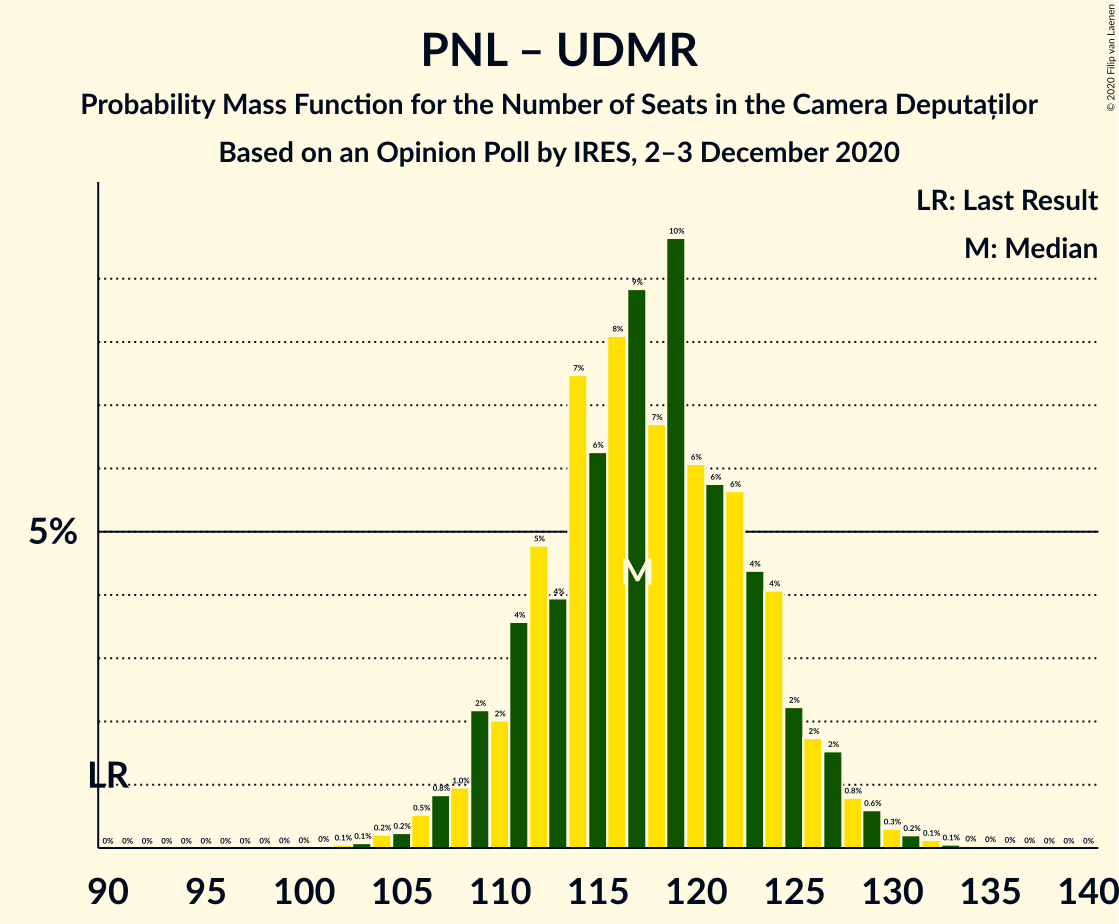 PNL – UDMR
Probability Mass Function for the Number of Seats in the Camera Deputaților
Based on an Opinion Poll by IRES, 2–3 December 2020
© 2020 Filip van Laenen
LR: Last Result
M: Median
5%
LR
M
0% 0% 0% 0% 0% 0% 0% 0% 0% 0% 0% 0% 0.1% 0.1% 0.2% 0.2% 0.5% 0.8% 1.0% 2% 2% 4% 5% 4% 7% 6% 8% 9% 7% 10% 6% 6% 6% 4% 4% 2% 2% 2% 0.8% 0.6% 0.3% 0.2% 0.1% 0.1% 0% 0% 0% 0% 0% 0% 0%
90 95 100 105 110 115 120 125 130 135 140